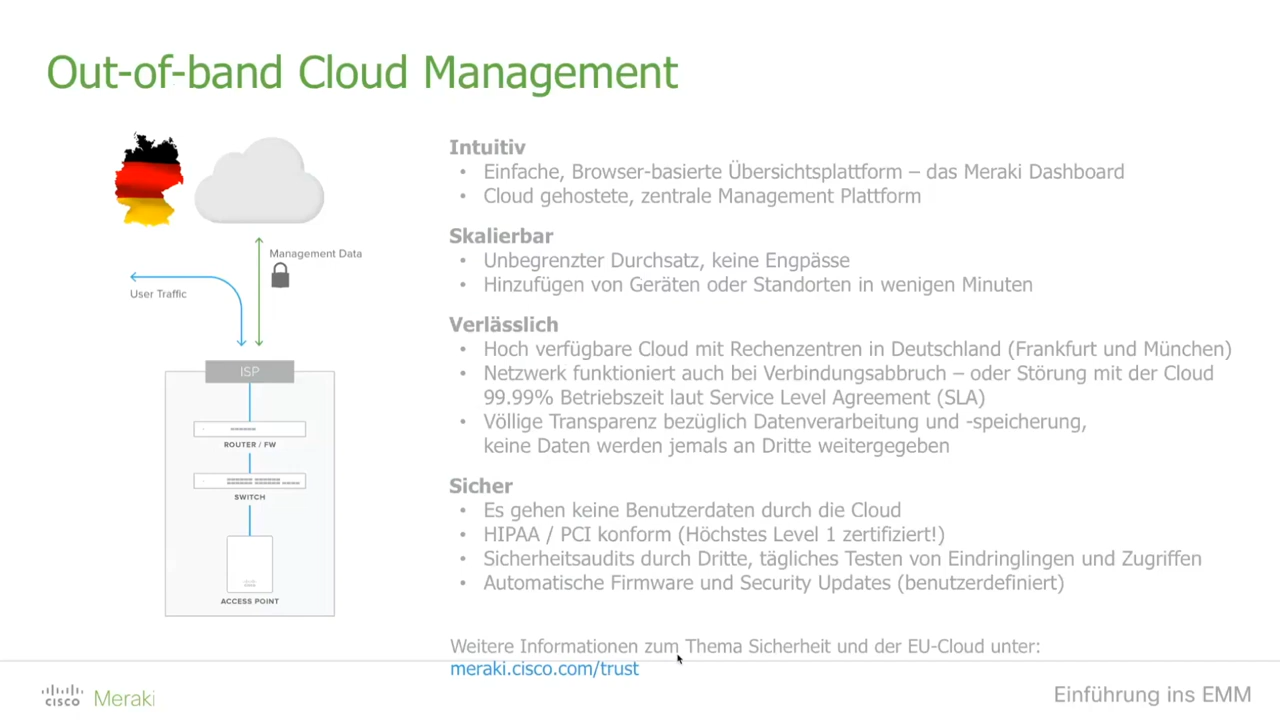 Out-of-band Cloud Management
Management Data
User Traffic
ISP
ROUTER / FW
SWITCH
ACCESS POINT
Intuitiv
• Einfache, Browser-basierte Übersichtsplattform – das Meraki Dashboard
• Cloud gehostete, zentrale Management Plattform
Skalierbar
• Unbegrenzter Durchsatz, keine Engpässe
• Hinzufügen von Geräten oder Standorten in wenigen Minuten
Verlässlich
• Hoch verfügbare Cloud mit Rechenzentren in Deutschland (Frankfurt und München)
• Netzwerk funktioniert auch bei Verbindungsabbruch – oder Störung mit der Cloud
99.99% Betriebszeit laut Service Level Agreement (SLA)
• Völlige Transparenz bezüglich Datenverarbeitung und -speicherung,
keine Daten werden jemals an Dritte weitergegeben
Sicher
• Es gehen keine Benutzerdaten durch die Cloud
• HIPAA / PCI konform (Höchstes Level 1 zertifiziert!)
• Sicherheitsaudits durch Dritte, tägliches Testen von Eindringlingen und Zugriffen
• Automatische Firmware und Security Updates (benutzerdefiniert)
Weitere Informationen zum Thema Sicherheit und der EU-Cloud unter:
meraki.cisco.com/trust
cisco Meraki
Einführung ins EMM